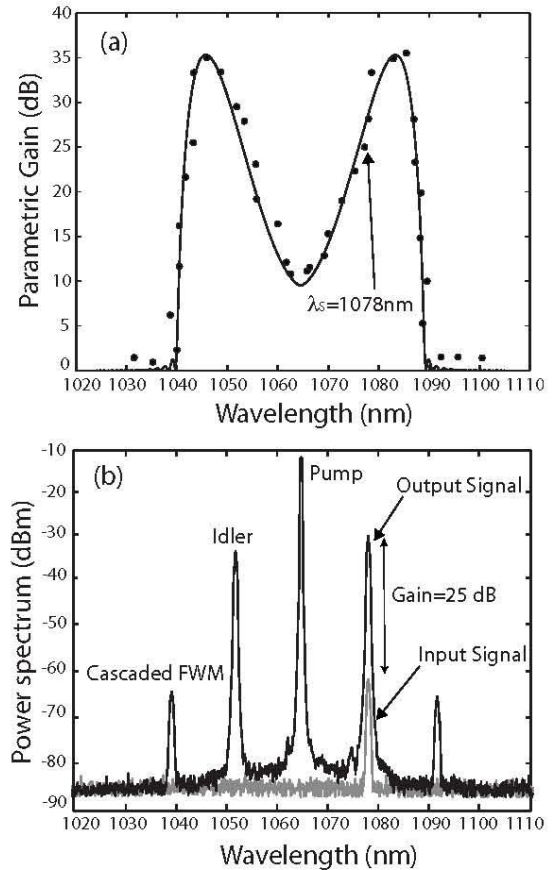 (a)
Parametric Gain (dB)
40
35
30
25
20
15
10
5
0
λs=1078nm
1020 1030 1040 1050 1060 1070 1080 1090 1100 1110
Wavelength (nm)
(b)
Power spectrum (dBm)
-10
-20
-30
-40
-50
-60
-70
-80
-90
Pump
Output Signal
Idler
Gain=25 dB
Input Signal
Cascaded FWM
1020 1030 1040 1050 1060 1070 1080 1090 1100 1110
Wavelength (nm)